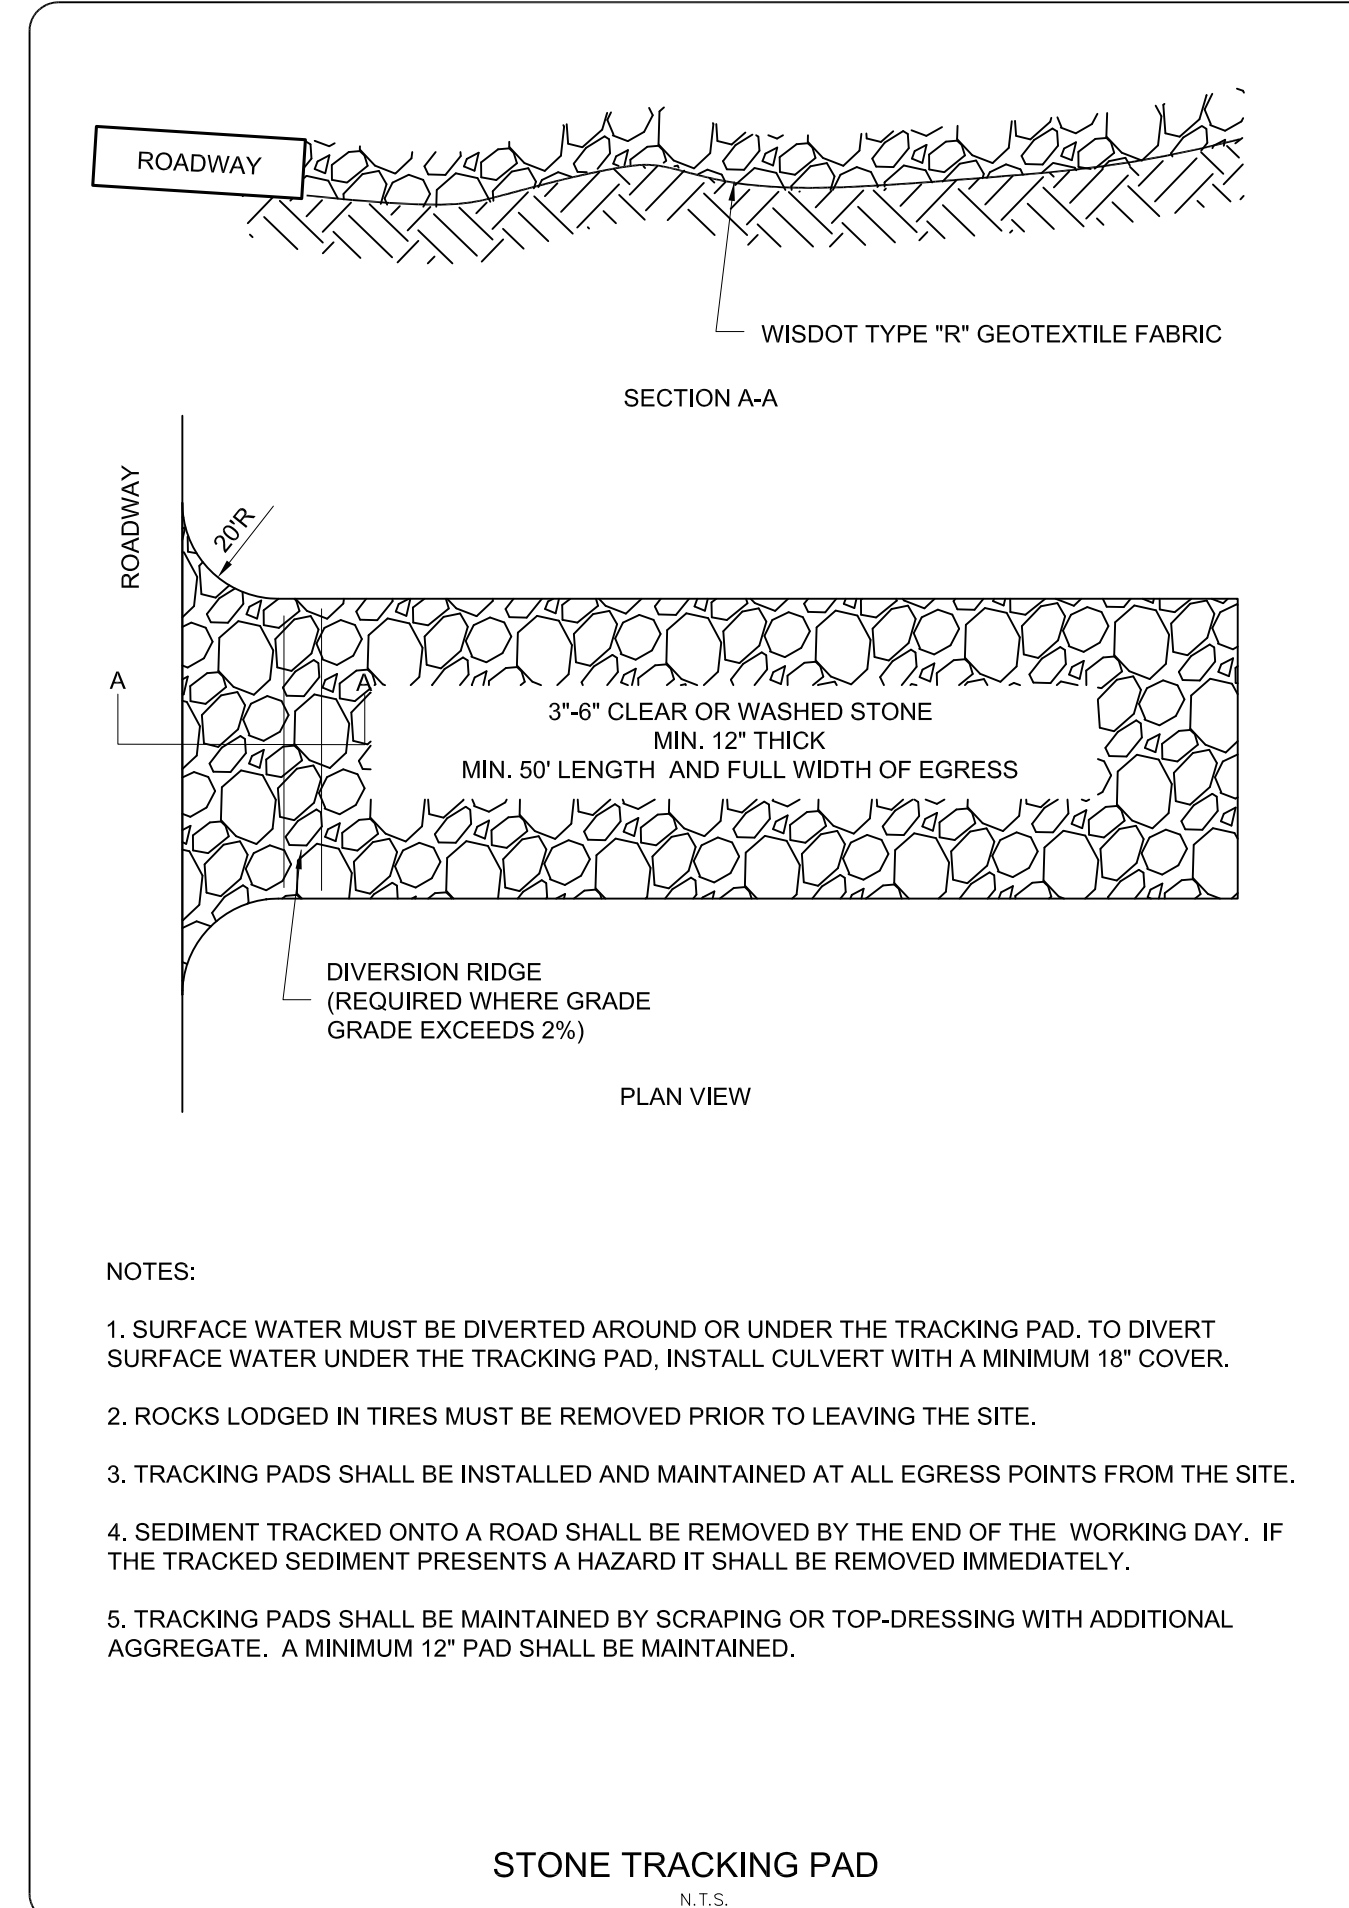 ROADWAY
WISDOT TYPE "R" GEOTEXTILE FABRIC
SECTION A-A
ROADWAY
20'R
A
A
3"-6" CLEAR OR WASHED STONE
MIN. 12" THICK
MIN. 50' LENGTH AND FULL WIDTH OF EGRESS
DIVERSION RIDGE
(REQUIRED WHERE GRADE
GRADE EXCEEDS 2%)
PLAN VIEW
NOTES:
1. SURFACE WATER MUST BE DIVERTED AROUND OR UNDER THE TRACKING PAD. TO DIVERT
SURFACE WATER UNDER THE TRACKING PAD, INSTALL CULVERT WITH A MINIMUM 18" COVER.
2. ROCKS LODGED IN TIRES MUST BE REMOVED PRIOR TO LEAVING THE SITE.
3. TRACKING PADS SHALL BE INSTALLED AND MAINTAINED AT ALL EGRESS POINTS FROM THE SITE.
4. SEDIMENT TRACKED ONTO A ROAD SHALL BE REMOVED BY THE END OF THE WORKING DAY. IF
THE TRACKED SEDIMENT PRESENTS A HAZARD IT SHALL BE REMOVED IMMEDIATELY.
5. TRACKING PADS SHALL BE MAINTAINED BY SCRAPING OR TOP-DRESSING WITH ADDITIONAL
AGGREGATE. A MINIMUM 12" PAD SHALL BE MAINTAINED.
STONE TRACKING PAD
N.T.S.